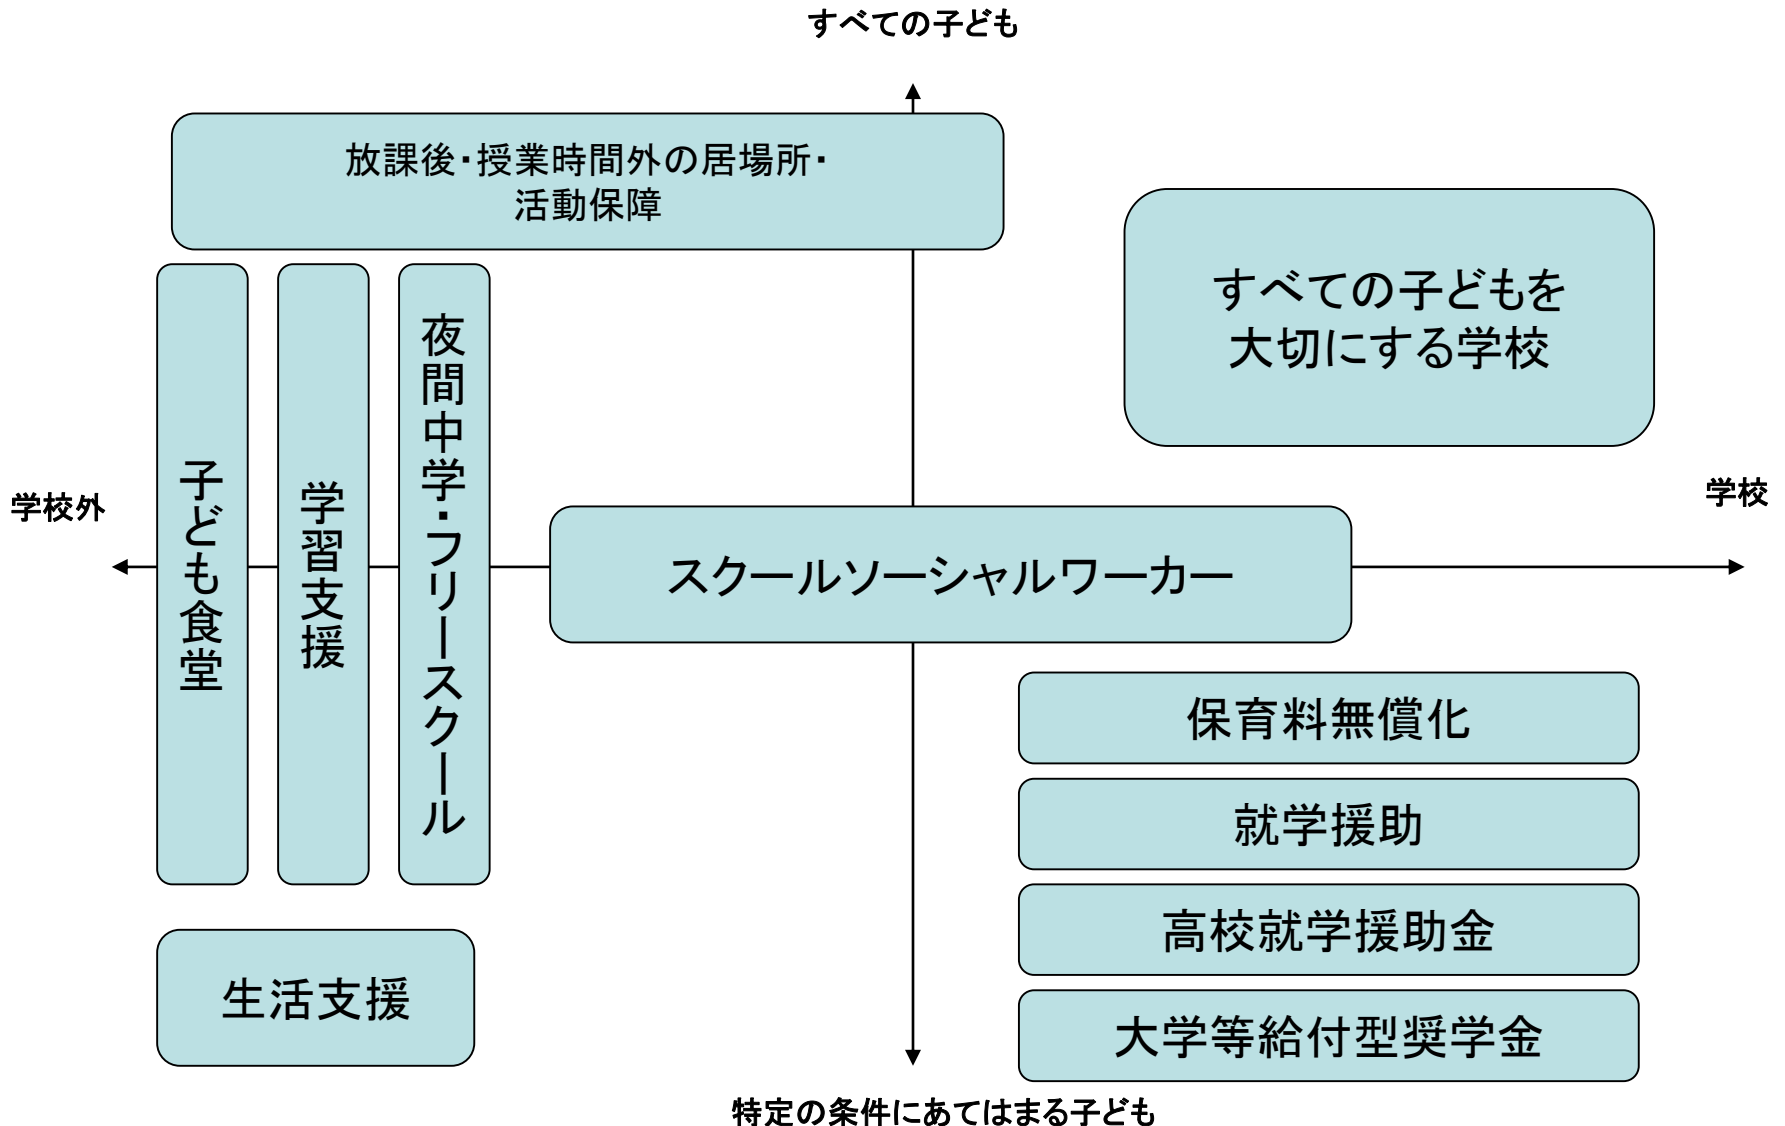 すべての子ども
放課後・授業時間外の居場所・
活動保障
すべての子どもを
大切にする学校
学校外
学校
子ども食堂
学習支援
夜間中学・フリースクール
スクールソーシャルワーカー
保育料無償化
就学援助
高校就学援助金
大学等給付型奨学金
生活支援
特定の条件にあてはまる子ども